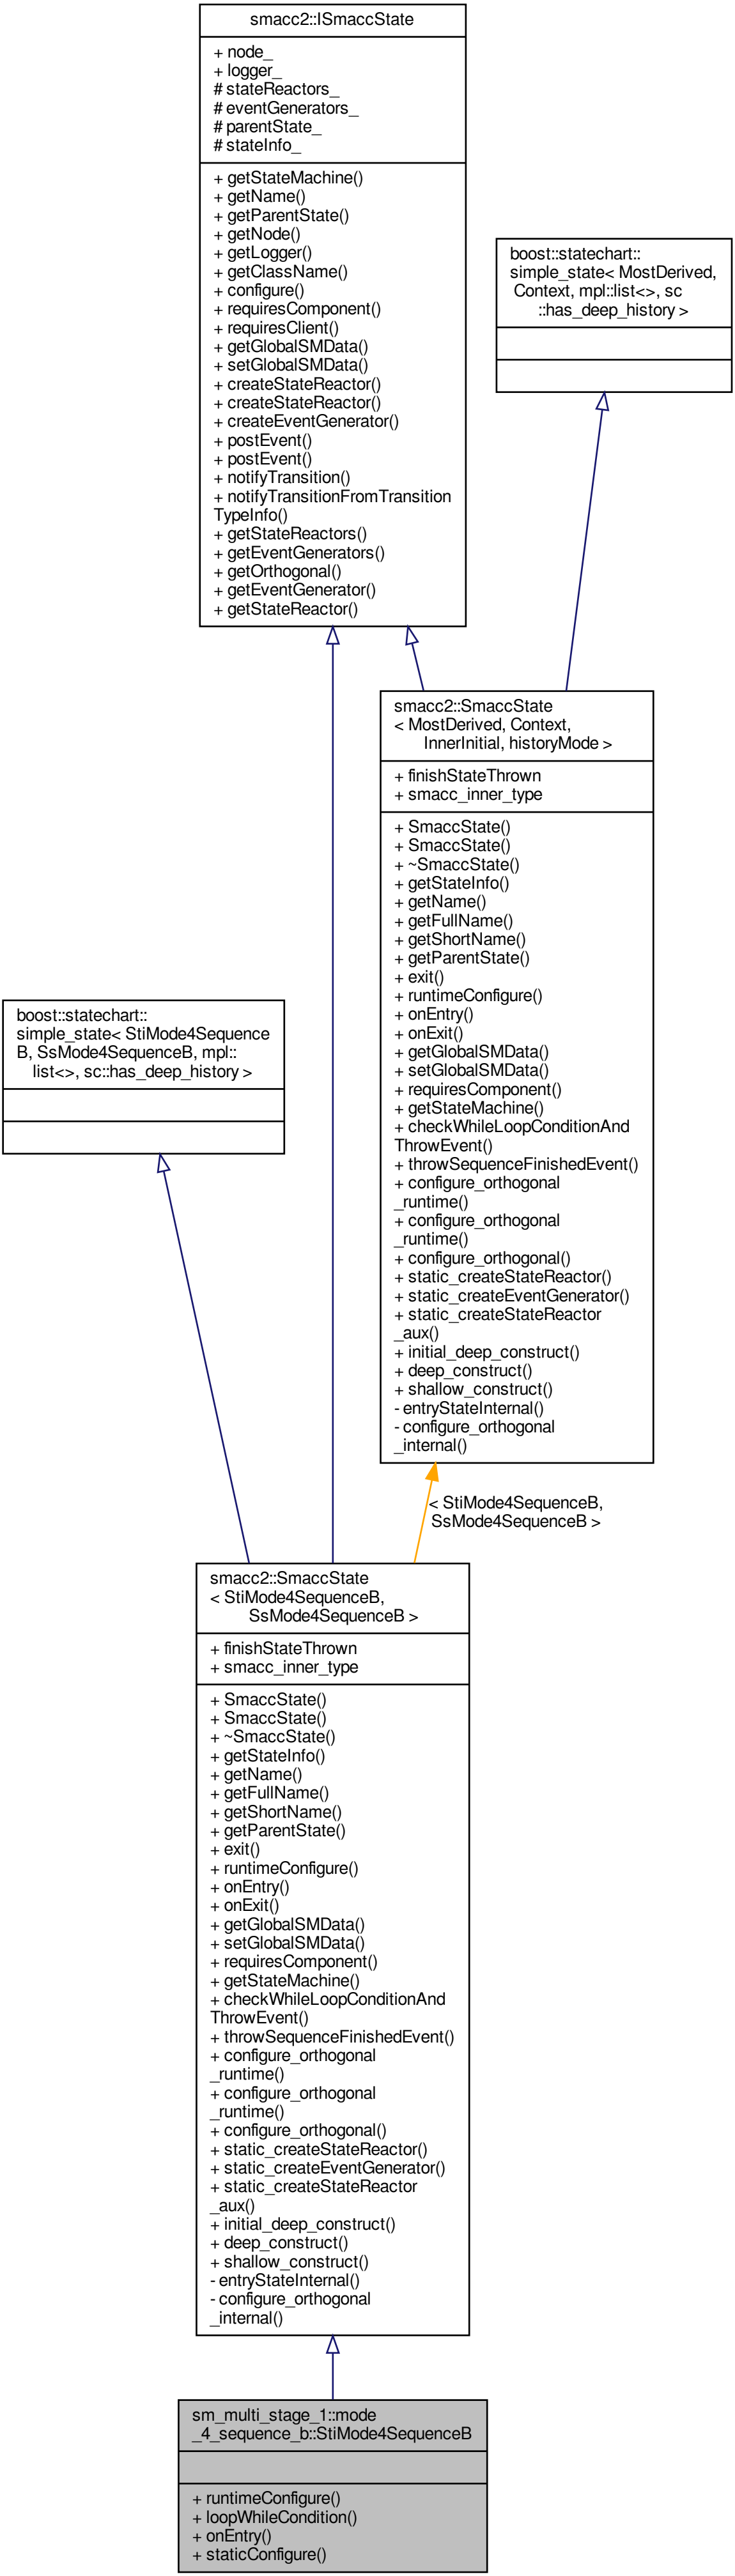 smacc2::ISmaccState
+ node_
+ logger_
# stateReactors_
# eventGenerators_
# parentState_
# stateInfo_
+ getStateMachine()
+ getName()
+ getParentState()
+ getNode()
+ getLogger()
+ getClassName()
+ configure()
+ requiresComponent()
+ requiresClient()
+ getGlobalSMData()
+ setGlobalSMData()
+ createStateReactor()
+ createStateReactor()
+ createEventGenerator()
+ postEvent()
+ postEvent()
+ notifyTransition()
+ notifyTransitionFromTransition
TypeInfo()
+ getStateReactors()
+ getEventGenerators()
+ getOrthogonal()
+ getEventGenerator()
+ getStateReactor()
boost::statechart::
simple_state< MostDerived,
Context, mpl::list<>, sc
::has_deep_history >
smacc2::SmaccState
< MostDerived, Context,
InnerInitial, historyMode >
+ finishStateThrown
+ smacc_inner_type
+ SmaccState()
+ SmaccState()
+ ~SmaccState()
+ getStateInfo()
+ getName()
+ getFullName()
+ getShortName()
+ getParentState()
+ exit()
+ runtimeConfigure()
+ onEntry()
+ onExit()
+ getGlobalSMData()
+ setGlobalSMData()
+ requiresComponent()
+ getStateMachine()
+ checkWhileLoopConditionAnd
ThrowEvent()
+ throwSequenceFinishedEvent()
+ configure_orthogonal
_runtime()
+ configure_orthogonal
_runtime()
+ configure_orthogonal()
+ static_createStateReactor()
+ static_createEventGenerator()
+ static_createStateReactor
_aux()
+ initial_deep_construct()
+ deep_construct()
+ shallow_construct()
- entryStateInternal()
- configure_orthogonal
_internal()
boost::statechart::
simple_state< StiMode4Sequence
B, SsMode4SequenceB, mpl::
list<>, sc::has_deep_history >
< StiMode4SequenceB,
SsMode4SequenceB >
smacc2::SmaccState
< StiMode4SequenceB,
SsMode4SequenceB >
+ finishStateThrown
+ smacc_inner_type
+ SmaccState()
+ SmaccState()
+ ~SmaccState()
+ getStateInfo()
+ getName()
+ getFullName()
+ getShortName()
+ getParentState()
+ exit()
+ runtimeConfigure()
+ onEntry()
+ onExit()
+ getGlobalSMData()
+ setGlobalSMData()
+ requiresComponent()
+ getStateMachine()
+ checkWhileLoopConditionAnd
ThrowEvent()
+ throwSequenceFinishedEvent()
+ configure_orthogonal
_runtime()
+ configure_orthogonal
_runtime()
+ configure_orthogonal()
+ static_createStateReactor()
+ static_createEventGenerator()
+ static_createStateReactor
_aux()
+ initial_deep_construct()
+ deep_construct()
+ shallow_construct()
- entryStateInternal()
- configure_orthogonal
_internal()
sm_multi_stage_1::mode
_4_sequence_b::StiMode4SequenceB
+ runtimeConfigure()
+ loopWhileCondition()
+ onEntry()
+ staticConfigure()